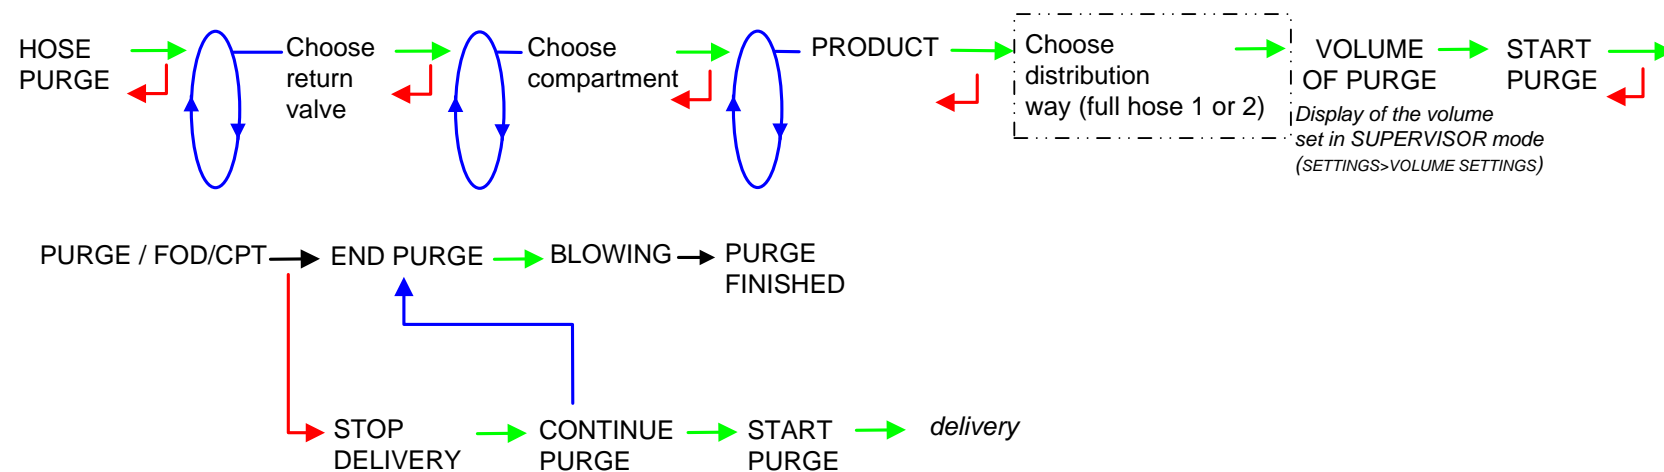 HOSE
PURGE
Choose
return
valve
Choose
compartment
PRODUCT
Choose
distribution
way (full hose 1 or 2)
VOLUME
OF PURGE
Display of the volume
set in SUPERVISOR mode
(SETTINGS>VOLUME SETTINGS)
START
PURGE
PURGE / FOD/CPT
END PURGE
BLOWING
PURGE
FINISHED
STOP
DELIVERY
CONTINUE
PURGE
START
PURGE
delivery